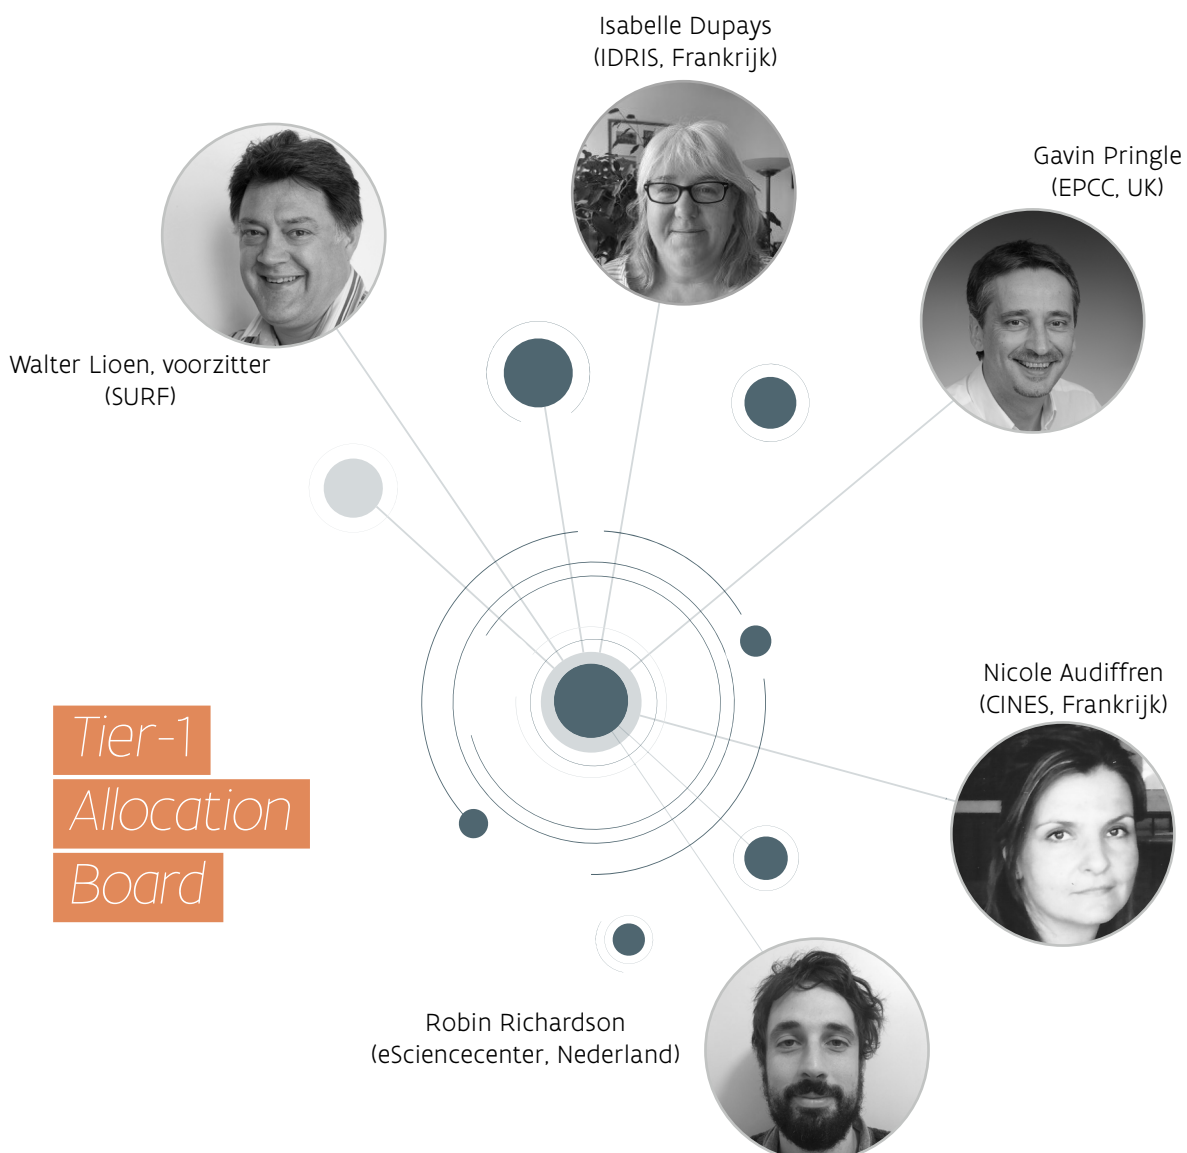 Isabelle Dupays
(IDRIS, Frankrijk)
Gavin Pringle
(EPCC, UK)
Walter Lioen, voorzitter
(SURF)
Nicole Audiffren
(CINES, Frankrijk)
Tier-1
Allocation
Board
Robin Richardson
(eSciencecenter, Nederland)